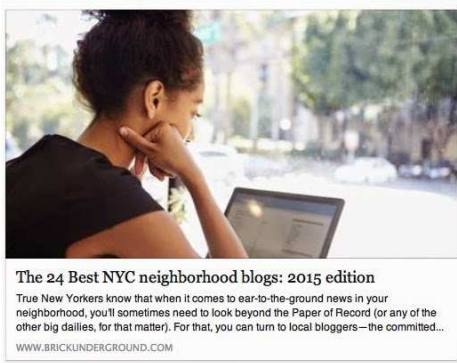 The 24 Best NYC neighborhood blogs: 2015 edition
True New Yorkers know that when it comes to ear-to-the-ground news in your
neighborhood, you'll sometimes need to look beyond the Paper of Record (or any of the
other big dailies, for that matter). For that, you can turn to local bloggers—the committed...
WWW.BRICKUNDERGROUND.COM